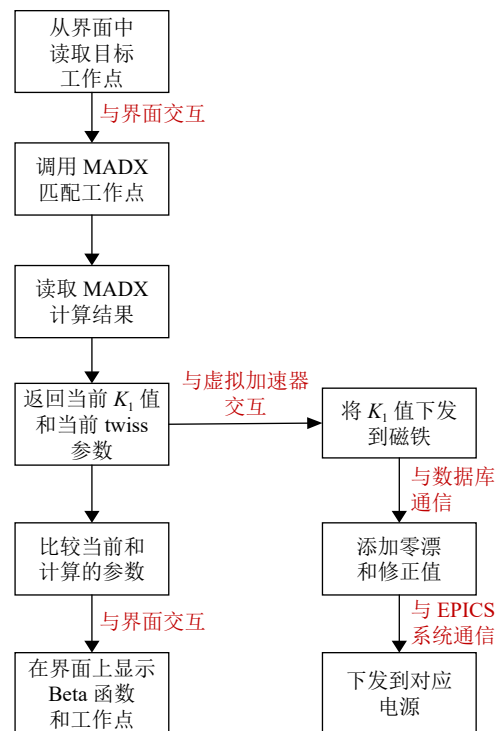 从界面中
读取目标
工作点
与界面交互
调用 MADX
匹配工作点
读取 MADX
计算结果
返回当前 K₁ 值
和当前 twiss
参数
与虚拟加速器
交互
将 K₁ 值下发
到磁铁
与数据库
通信
比较当前和
计算的参数
添加零漂
和修正值
与界面交互
与 EPICS
系统通信
在界面上显示
Beta 函数
和工作点
下发到对应
电源